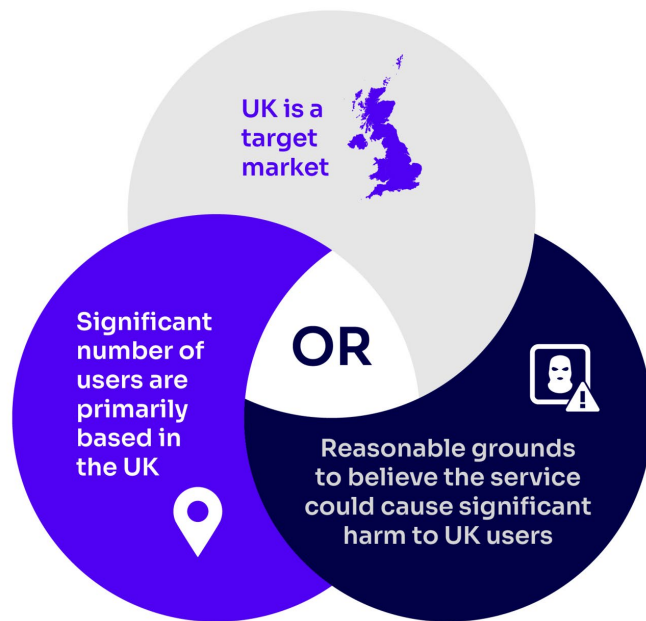 UK is a
target
market
Significant
number of
users are
primarily
based in
the UK
OR
Reasonable grounds
to believe the service
could cause significant
harm to UK users